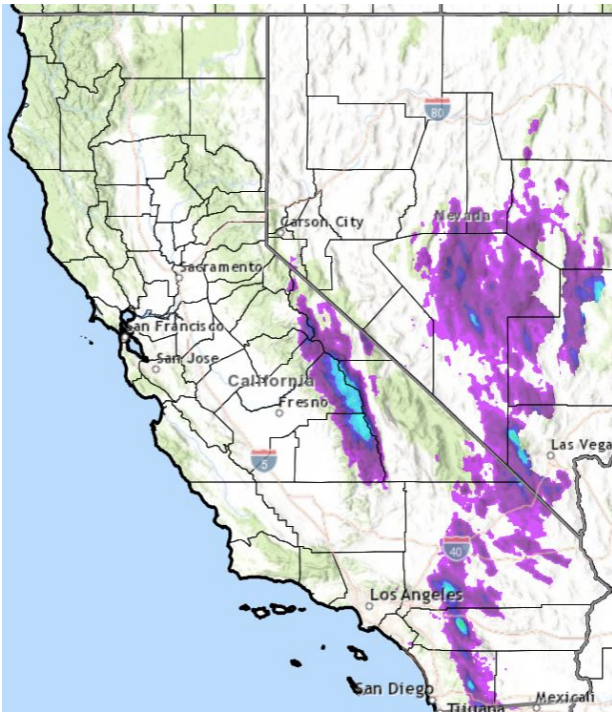 80
Nevada
Carson City
Sacramento
San Francisco
San Jose
California
Fresno
5
Las Vega
40
Los Angeles
San Diego
Tijuana
Mexicali